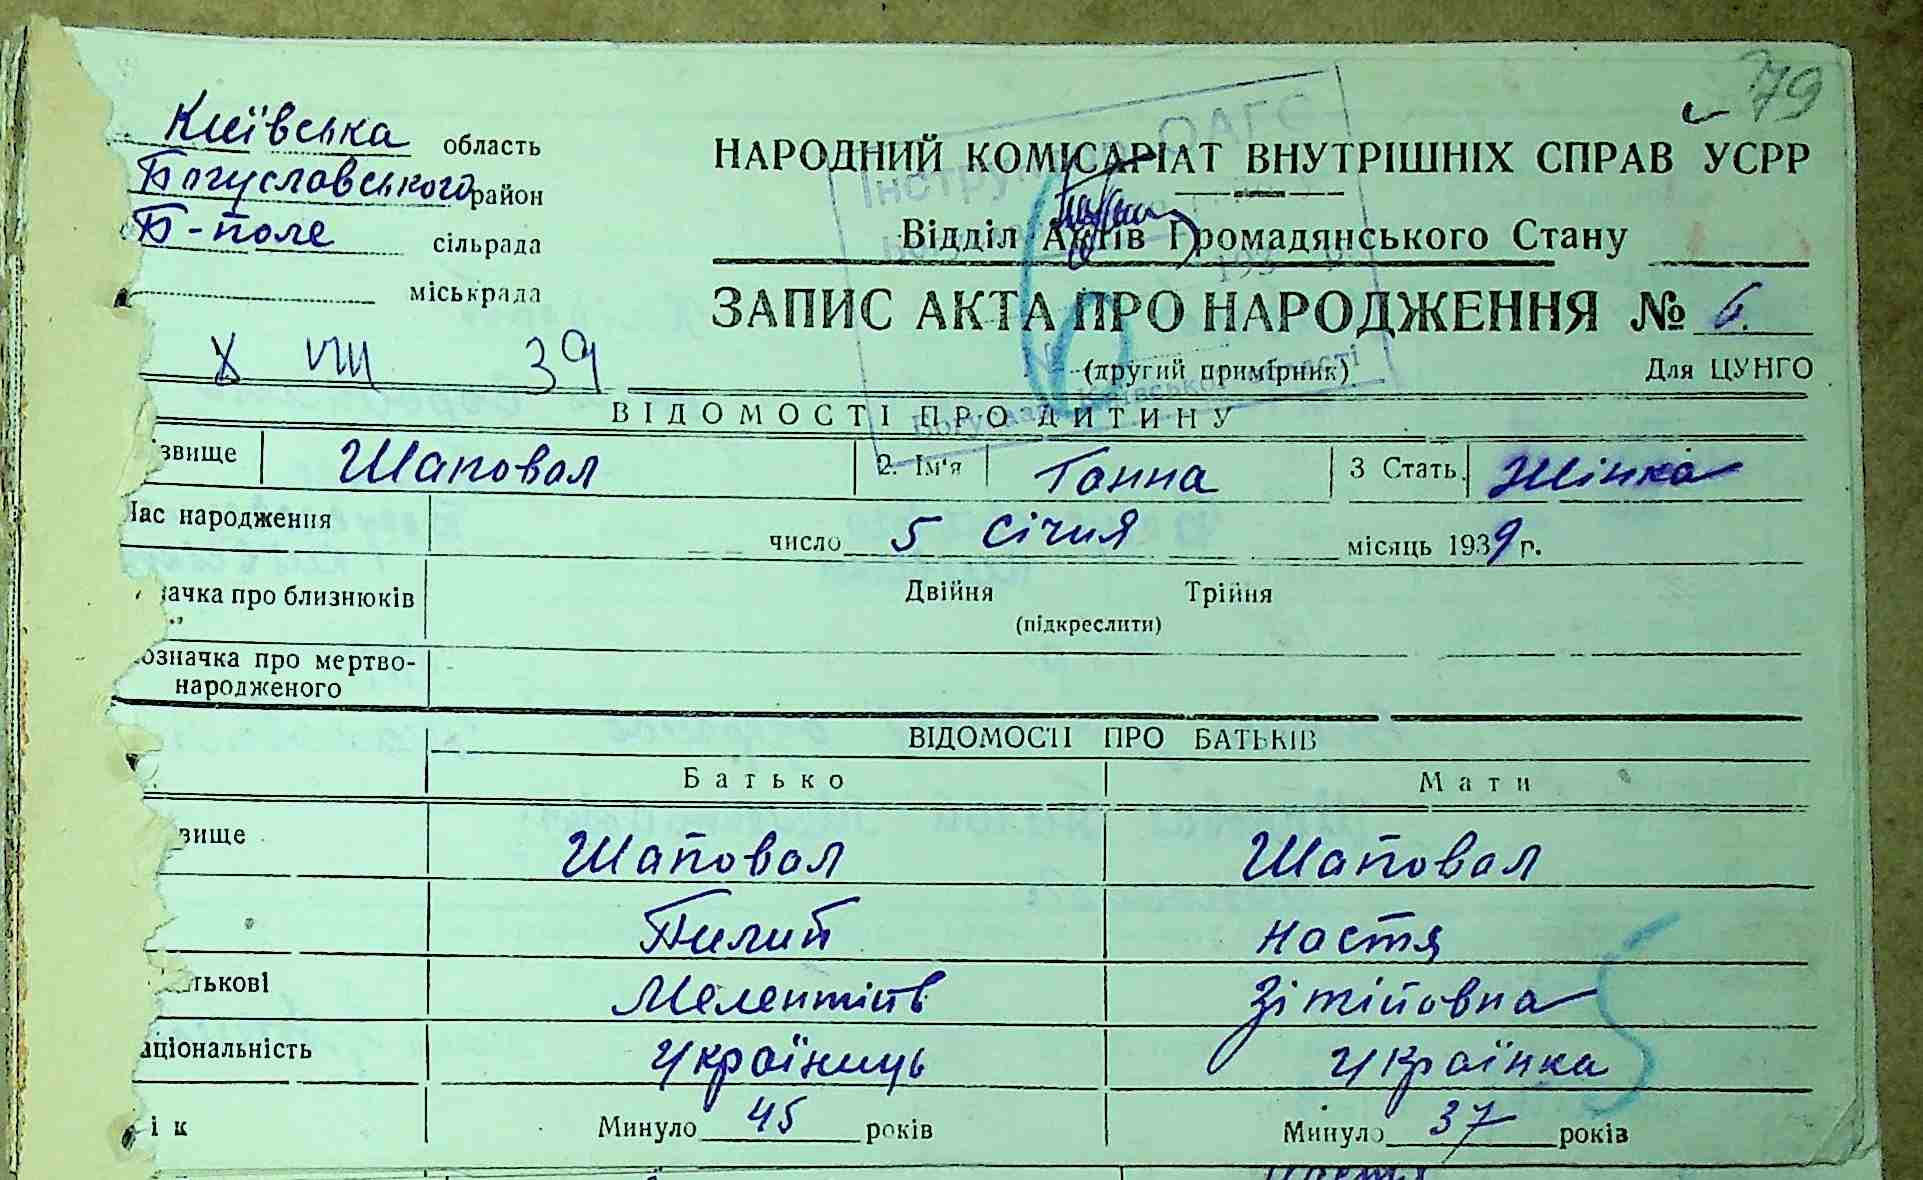 79
Київська область
Богуславського район
Б-поле сільрада
міськрада
НАРОДНИЙ КОМІСАРІАТ ВНУТРІШНІХ СПРАВ УСРР
Відділ Актів Громадянського Стану
ЗАПИС АКТА ПРО НАРОДЖЕННЯ № 6.
X VIII 39
(другий примірник) Для ЦУНГО
ВІДОМОСТІ ПРО ДИТИНУ
звище Шаповал 2. Ім'я Ганна 3 Стать Жінка
Час народження число 5 Січня місяць 1939 г.
ачка про близнюків Двійня Трійня
(підкреслити)
означка про мертво-
народженого
ВІДОМОСТІ ПРО БАТЬКІВ
Батько Мати
звище Шаповал Шаповал
Пилип Настя
тькові Мелентіїв Зітійовна
аціональність Українець Українка
ік Минуло 45 років Минуло 37 років